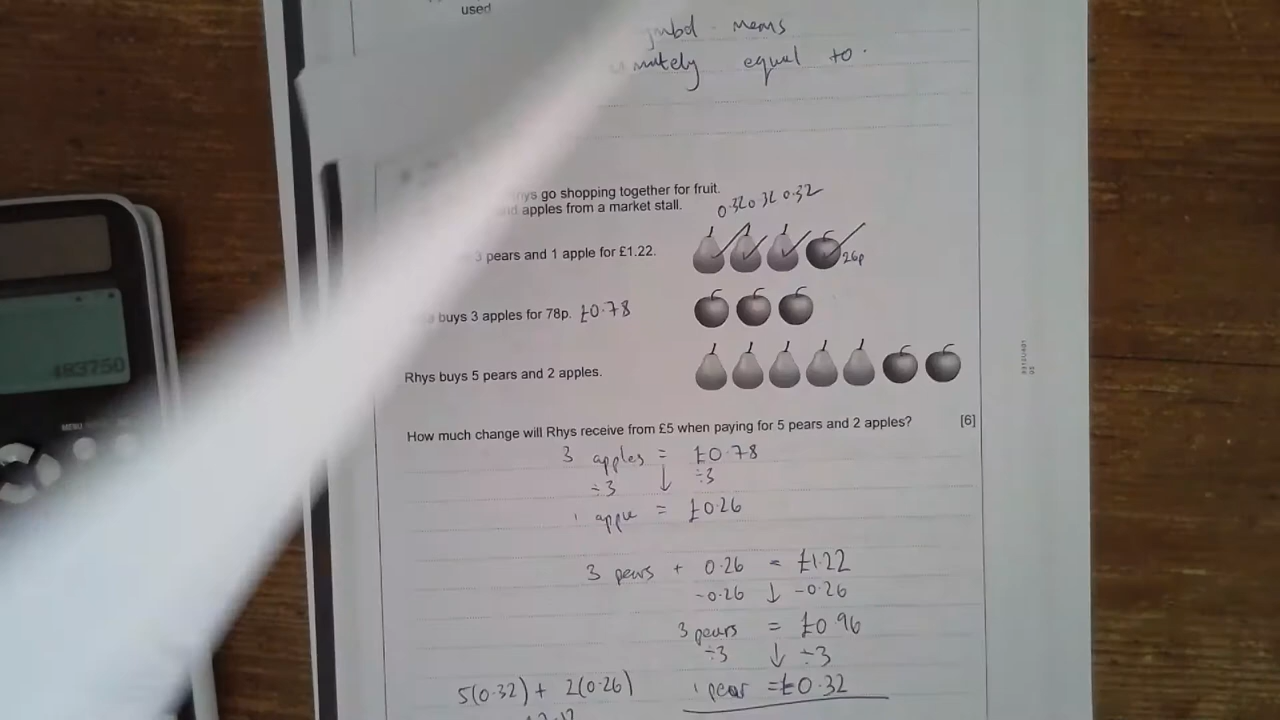 used
means
equal to.
go shopping together for fruit.
apples from a market stall.
0.32 0.32 0.32
3 pears and 1 apple for £1.22.
26p
buys 3 apples for 78p. £0.78
Rhys buys 5 pears and 2 apples.
How much change will Rhys receive from £5 when paying for 5 pears and 2 apples? [6]
3 apples = £0.78
÷3 ↓ ÷3
1 apple = £0.26
3 pears + 0.26 = £1.22
-0.26 ↓ -0.26
3 pears = £0.96
÷3 ↓ ÷3
1 pear = £0.32
5(0.32) + 2(0.26)
483750
MENU